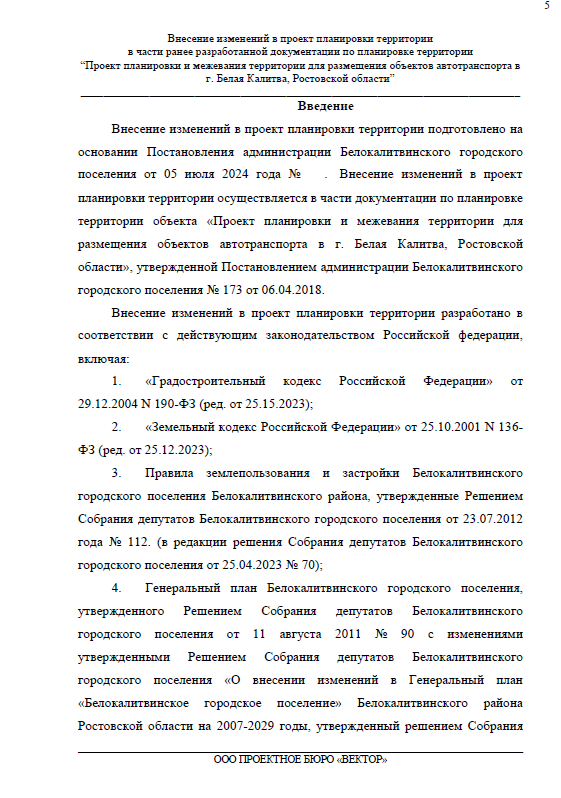 5
Внесение изменений в проект планировки территории
в части ранее разработанной документации по планировке территории
“Проект планировки и межевания территории для размещения объектов автотранспорта в
г. Белая Калитва, Ростовской области”
Введение
Внесение изменений в проект планировки территории подготовлено на
основании Постановления администрации Белокалитвинского городского
поселения от 05 июля 2024 года № . Внесение изменений в проект
планировки территории осуществляется в части документации по планировке
территории объекта «Проект планировки и межевания территории для
размещения объектов автотранспорта в г. Белая Калитва, Ростовской
области», утвержденной Постановлением администрации Белокалитвинского
городского поселения № 173 от 06.04.2018.
Внесение изменений в проект планировки территории разработано в
соответствии с действующим законодательством Российской федерации,
включая:
1. «Градостроительный кодекс Российской Федерации» от
29.12.2004 N 190-ФЗ (ред. от 25.15.2023);
2. «Земельный кодекс Российской Федерации» от 25.10.2001 N 136-
ФЗ (ред. от 25.12.2023);
3. Правила землепользования и застройки Белокалитвинского
городского поселения Белокалитвинского района, утвержденные Решением
Собрания депутатов Белокалитвинского городского поселения от 23.07.2012
года № 112. (в редакции решения Собрания депутатов Белокалитвинского
городского поселения от 25.04.2023 № 70);
4. Генеральный план Белокалитвинского городского поселения,
утвержденного Решением Собрания депутатов Белокалитвинского
городского поселения от 11 августа 2011 № 90 с изменениями
утвержденными Решением Собрания депутатов Белокалитвинского
городского поселения «О внесении изменений в Генеральный план
«Белокалитвинское городское поселение» Белокалитвинского района
Ростовской области на 2007-2029 годы, утвержденный решением Собрания
ООО ПРОЕКТНОЕ БЮРО «ВЕКТОР»